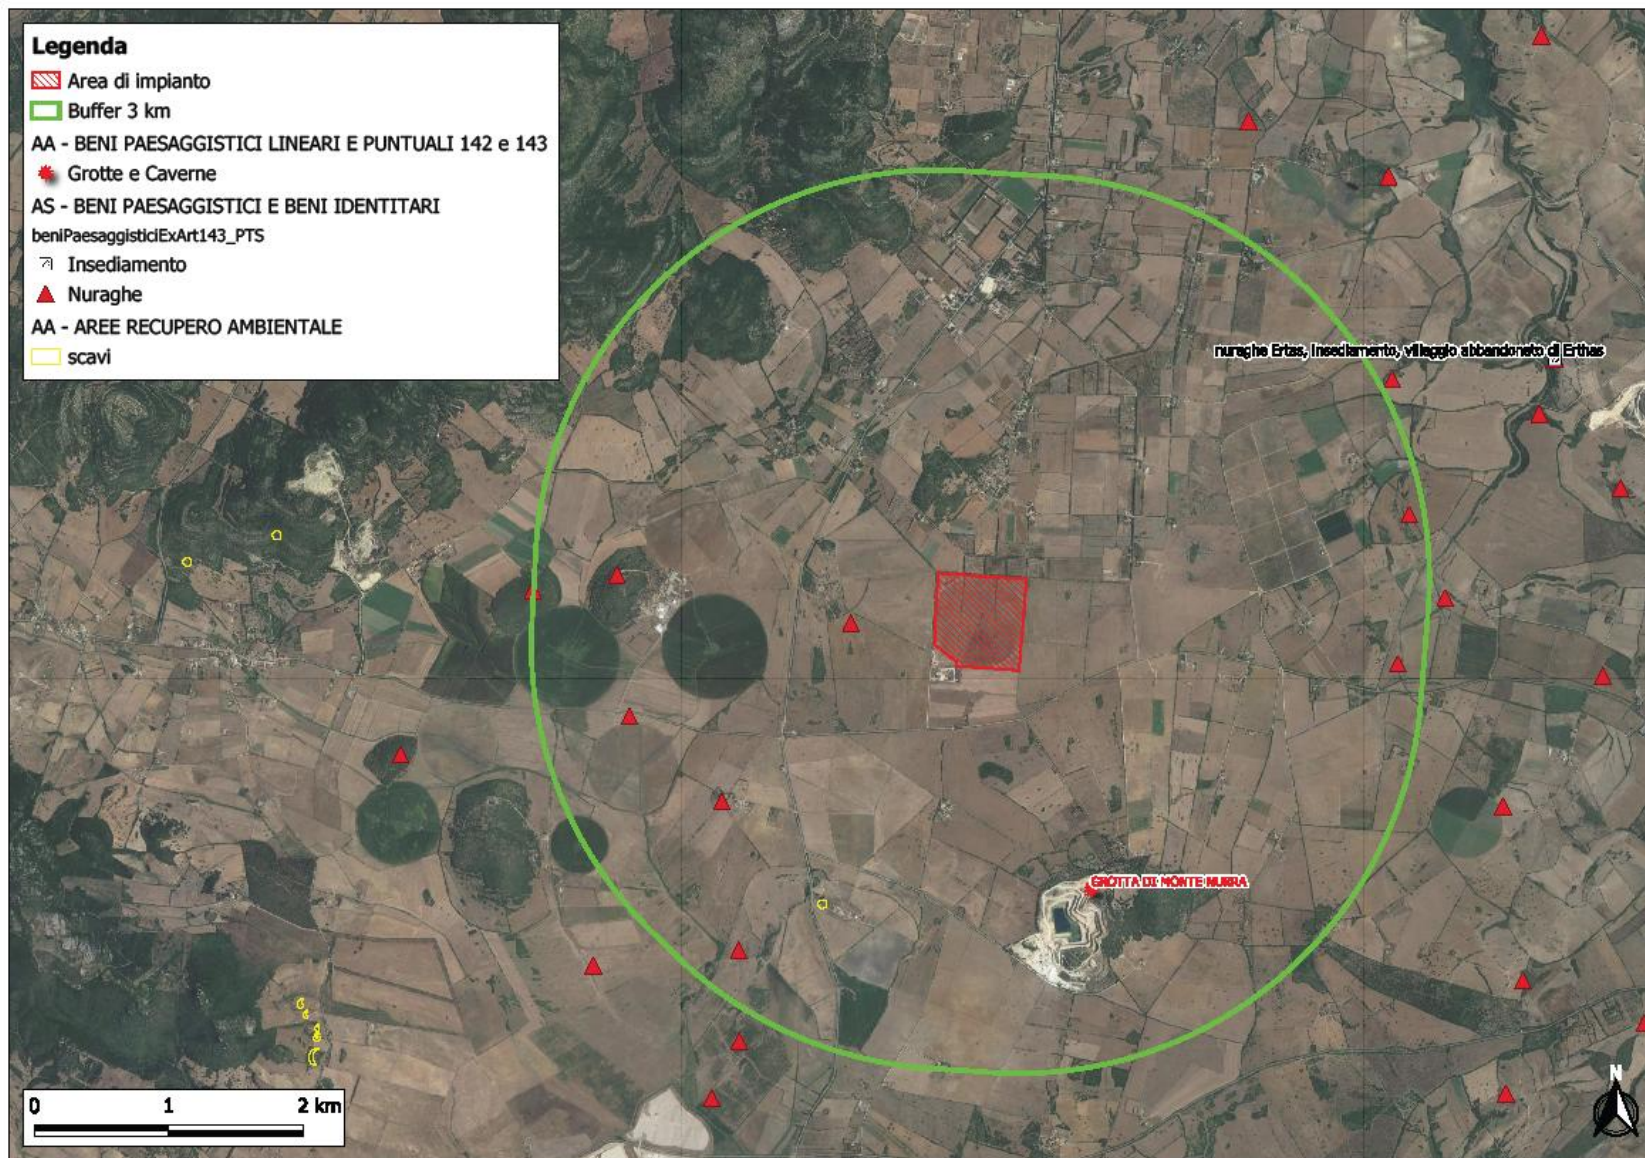 Legenda
Area di impianto
Buffer 3 km
AA - BENI PAESAGGISTICI LINEARI E PUNTUALI 142 e 143
Grotte e Caverne
AS - BENI PAESAGGISTICI E BENI IDENTITARI
beniPaesaggisticiExArt143_PTS
Insediamento
Nuraghe
AA - AREE RECUPERO AMBIENTALE
scavi
nuraghe Ertas, Insediamento, villaggio abbandonato di Erthas
GROTTA DI MONTE NURRA
0 1 2 km
N